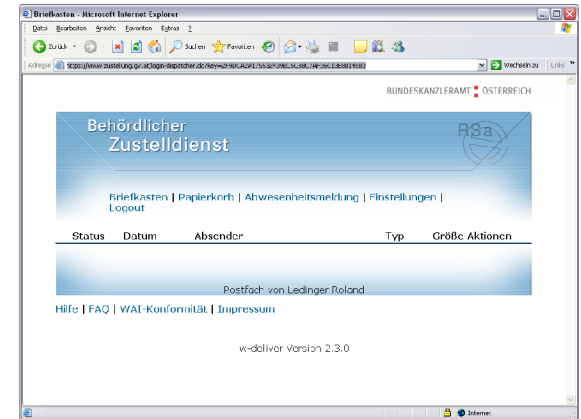 Briefkasten - Microsoft Internet Explorer
Datei Bearbeiten Ansicht Favoriten Extras ?
Zurück Suchen Favoriten
Adresse Wechseln zu Links
BUNDESKANZLERAMT ÖSTERREICH
Behördlicher
Zustelldienst
RSa
Briefkasten | Papierkorb | Abwesenheitsmeldung | Einstellungen |
Logout
Status Datum Absender Typ Größe Aktionen
Postfach von Ledinger Roland
Hilfe | FAQ | WAI-Konformität | Impressum
w-deliver Version 2.3.0
Internet